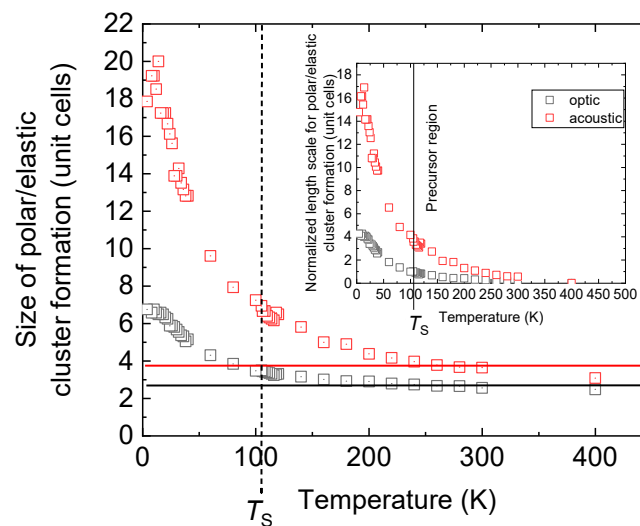 Size of polar/elastic
cluster formation (unit cells)
22
20
18
16
14
12
10
8
6
4
2
0
0
100
200
300
400
T_S
Temperature (K)
Normalized length scale for polar/elastic
cluster formation (unit cells)
18
16
14
12
10
8
6
4
2
0
0 50 100 150 200 250 300 350 400 450 500
T_S
Temperature (K)
Precursor region
optic
acoustic